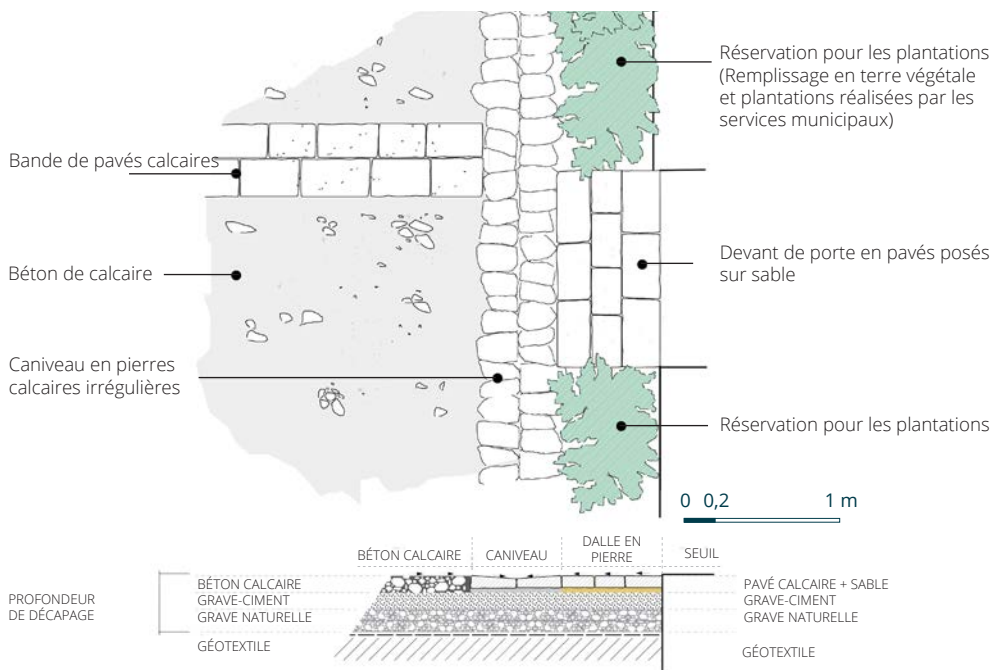 Réservation pour les plantations
(Remplissage en terre végétale
et plantations réalisées par les
services municipaux)
Bande de pavés calcaires
Devant de porte en pavés posés
sur sable
Béton de calcaire
Caniveau en pierres
calcaires irrégulières
Réservation pour les plantations
0 0,2 1 m
BÉTON CALCAIRE
CANIVEAU
DALLE EN
PIERRE
SEUIL
PROFONDEUR
DE DÉCAPAGE
BÉTON CALCAIRE
GRAVE-CIMENT
GRAVE NATURELLE
GÉOTEXTILE
PAVÉ CALCAIRE + SABLE
GRAVE-CIMENT
GRAVE NATURELLE
GÉOTEXTILE